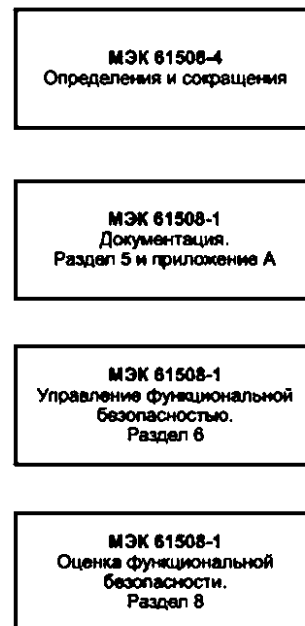 МЭК 61508-4
Определения и сокращения
МЭК 61508-1
Документация.
Раздел 5 и приложение А
МЭК 61508-1
Управление функциональной
безопасностью.
Раздел 6
МЭК 61508-1
Оценка функциональной
безопасности.
Раздел 8